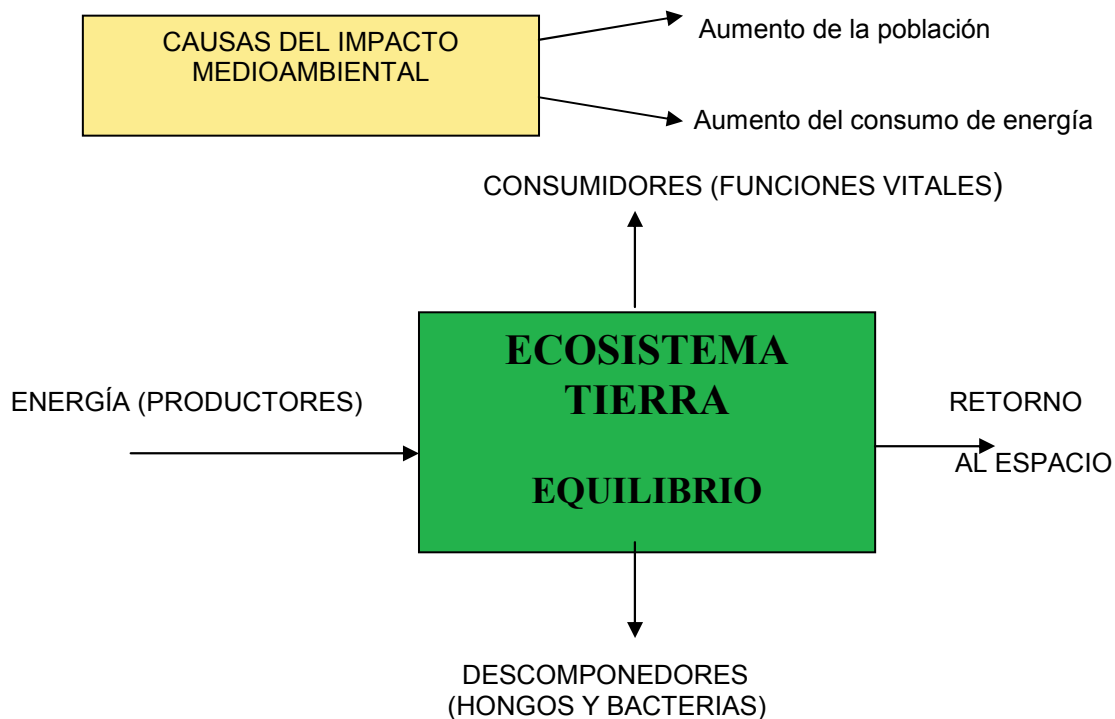 CAUSAS DEL IMPACTO
MEDIOAMBIENTAL
Aumento de la población
Aumento del consumo de energía
CONSUMIDORES (FUNCIONES VITALES)
ECOSISTEMA
TIERRA
EQUILIBRIO
ENERGÍA (PRODUCTORES)
RETORNO
AL ESPACIO
DESCOMPONEDORES
(HONGOS Y BACTERIAS)